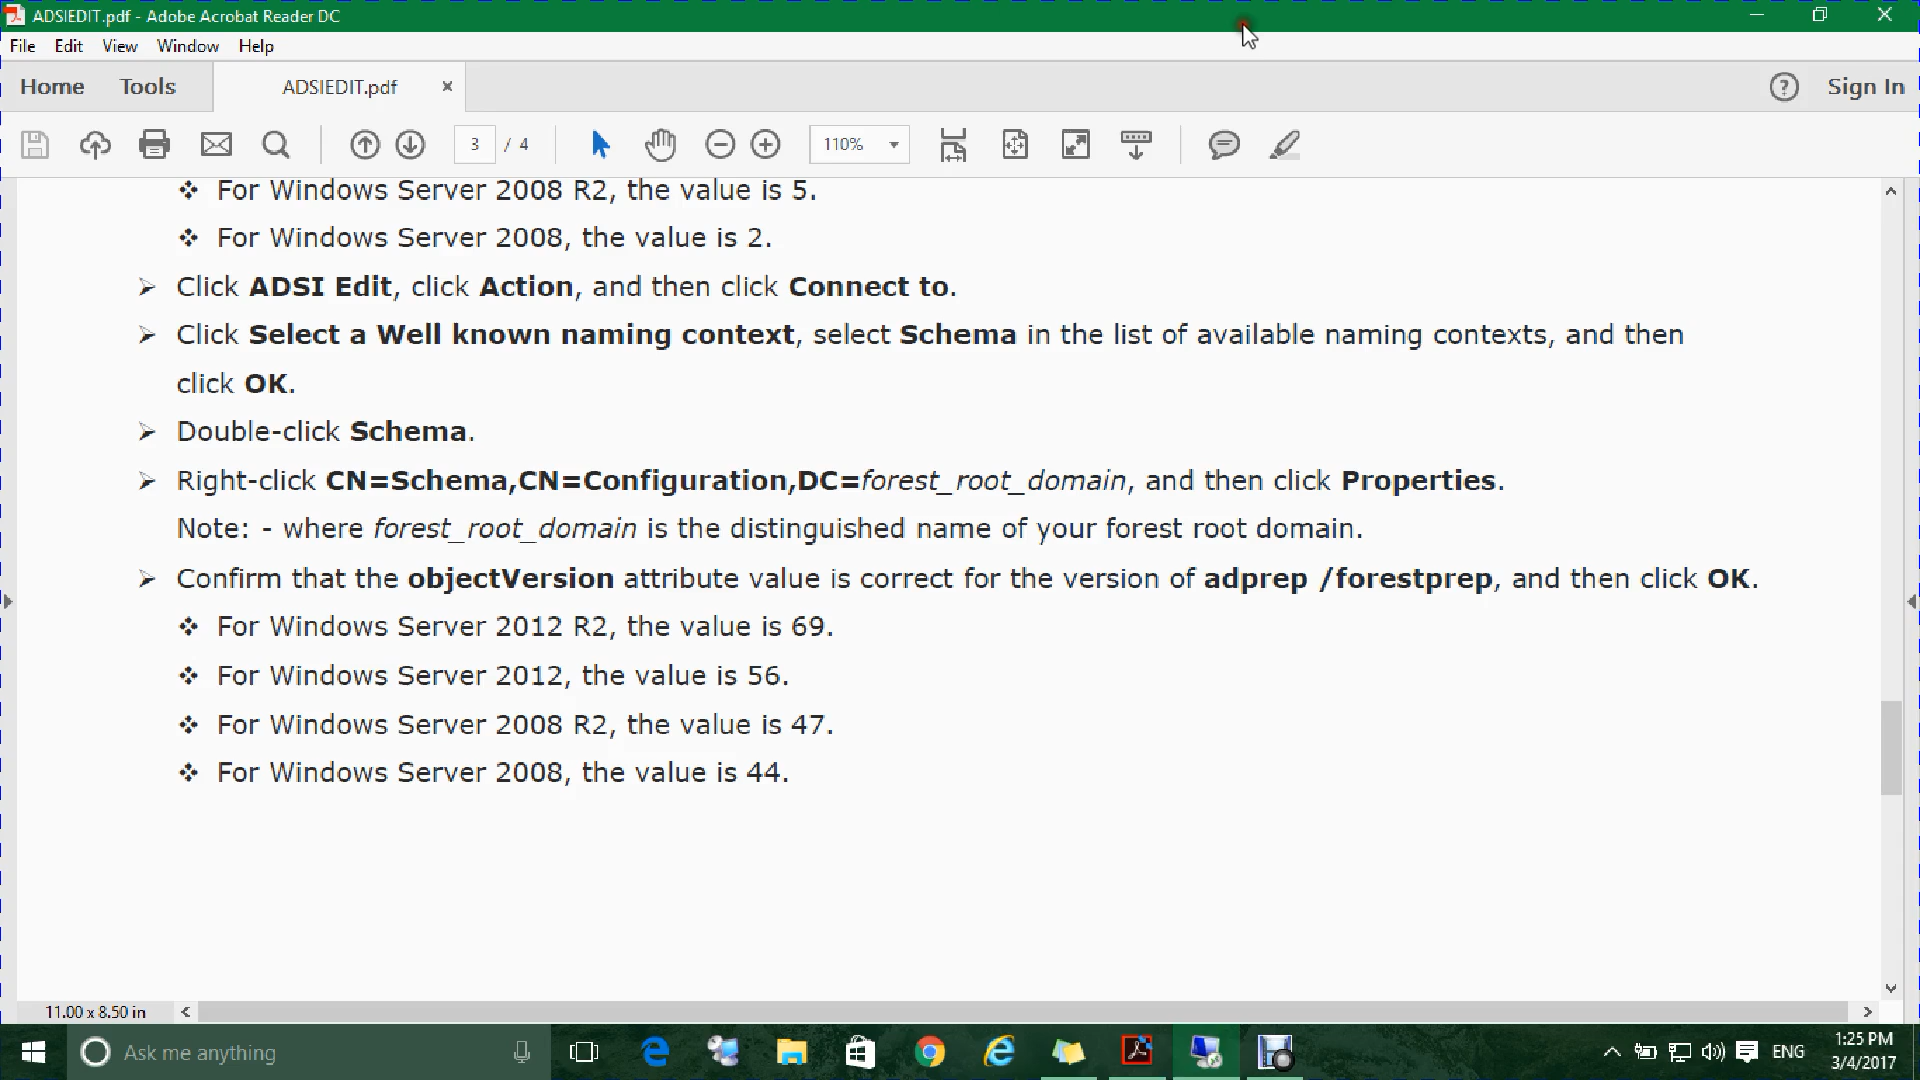 ADSIEDIT.pdf - Adobe Acrobat Reader DC
File Edit View Window Help
Home Tools ADSIEDIT.pdf × ? Sign In
3 / 4 110%
❖ For Windows Server 2008 R2, the value is 5.
❖ For Windows Server 2008, the value is 2.
➢ Click ADSI Edit, click Action, and then click Connect to.
➢ Click Select a Well known naming context, select Schema in the list of available naming contexts, and then
click OK.
➢ Double-click Schema.
➢ Right-click CN=Schema,CN=Configuration,DC=forest_root_domain, and then click Properties.
Note: - where forest_root_domain is the distinguished name of your forest root domain.
➢ Confirm that the objectVersion attribute value is correct for the version of adprep /forestprep, and then click OK.
❖ For Windows Server 2012 R2, the value is 69.
❖ For Windows Server 2012, the value is 56.
❖ For Windows Server 2008 R2, the value is 47.
❖ For Windows Server 2008, the value is 44.
11.00 x 8.50 in
Ask me anything ENG 1:25 PM
3/4/2017